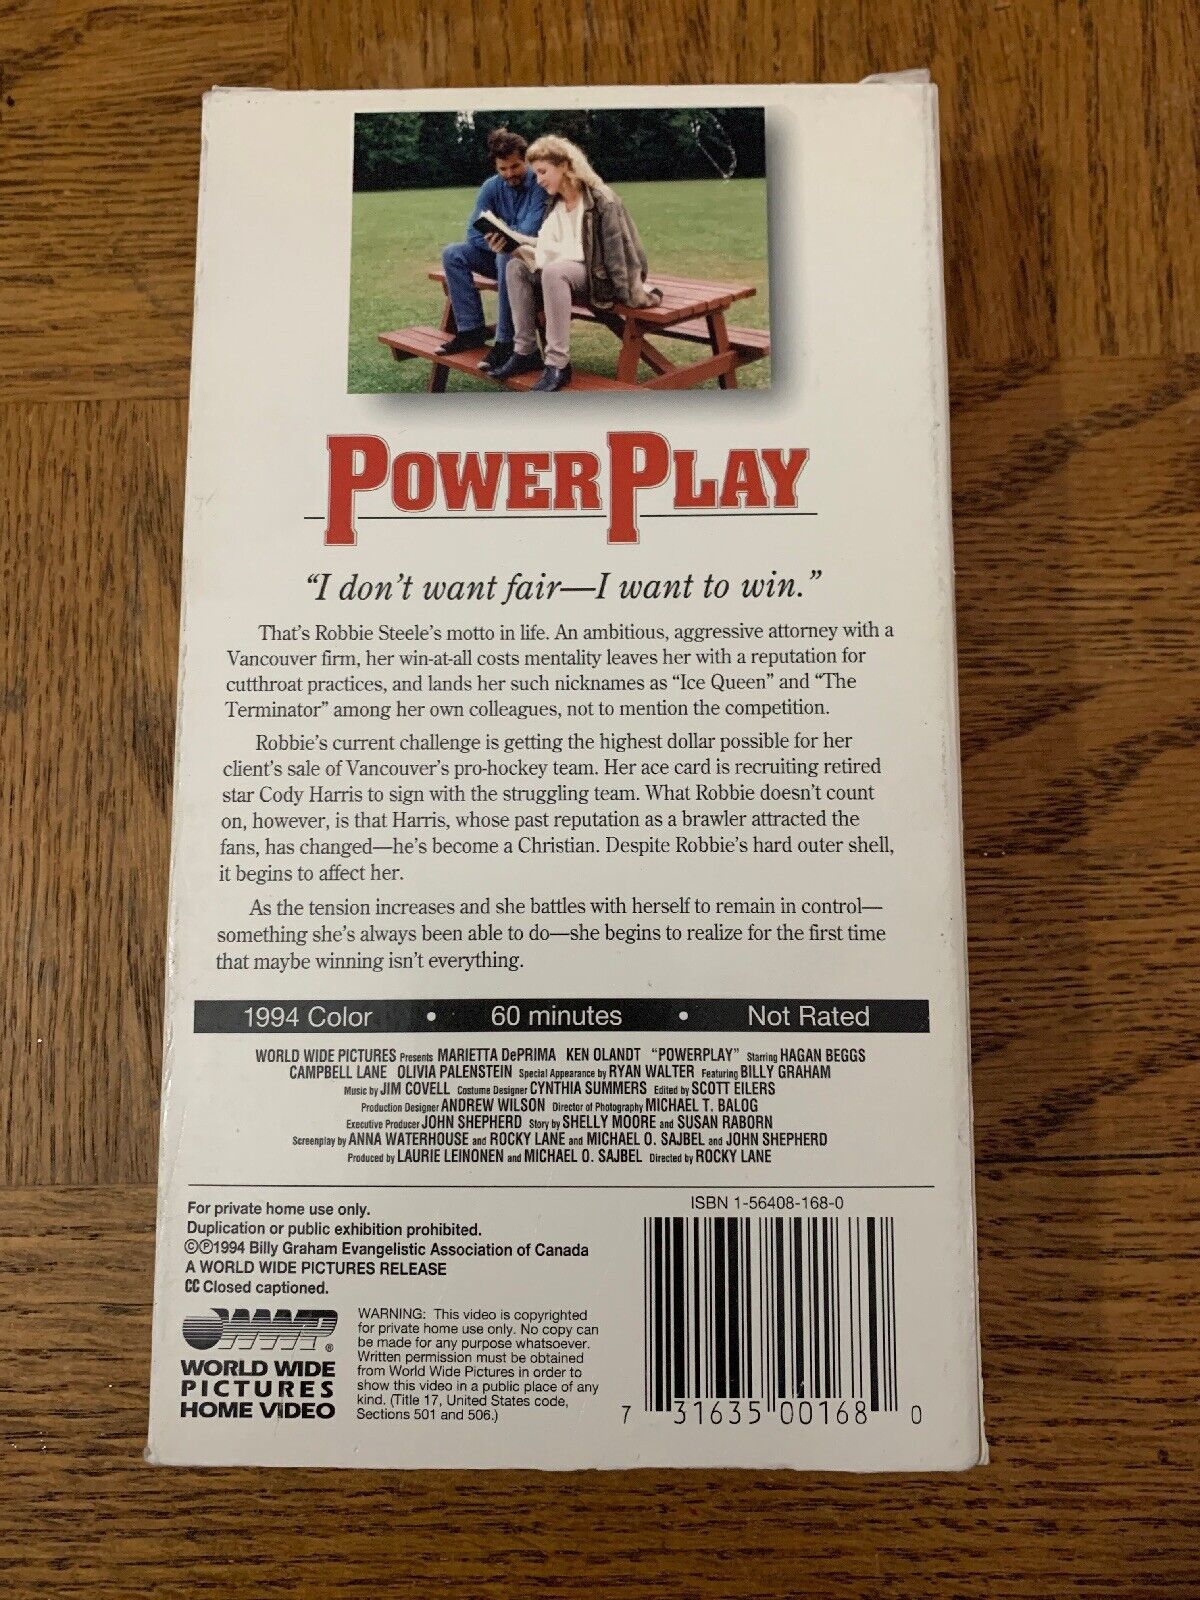 POWERPLAY
“I don’t want fair—I want to win.”
That’s Robbie Steele’s motto in life. An ambitious, aggressive attorney with a
Vancouver firm, her win-at-all costs mentality leaves her with a reputation for
cutthroat practices, and lands her such nicknames as “Ice Queen” and “The
Terminator” among her own colleagues, not to mention the competition.
Robbie’s current challenge is getting the highest dollar possible for her
client’s sale of Vancouver’s pro-hockey team. Her ace card is recruiting retired
star Cody Harris to sign with the struggling team. What Robbie doesn’t count
on, however, is that Harris, whose past reputation as a brawler attracted the
fans, has changed—he’s become a Christian. Despite Robbie’s hard outer shell,
it begins to affect her.
As the tension increases and she battles with herself to remain in control—
something she’s always been able to do—she begins to realize for the first time
that maybe winning isn’t everything.
1994 Color • 60 minutes • Not Rated
WORLD WIDE PICTURES Presents MARIETTA DePRIMA KEN OLANDT “POWERPLAY” Starring HAGAN BEGGS
CAMPBELL LANE OLIVIA PALENSTEIN Special Appearance by RYAN WALTER Featuring BILLY GRAHAM
Music by JIM COVELL Costume Designer CYNTHIA SUMMERS Edited by SCOTT EILERS
Production Designer ANDREW WILSON Director of Photography MICHAEL T. BALOG
Executive Producer JOHN SHEPHERD Story by SHELLY MOORE and SUSAN RABORN
Screenplay by ANNA WATERHOUSE and ROCKY LANE and MICHAEL O. SAJBEL and JOHN SHEPHERD
Produced by LAURIE LEINONEN and MICHAEL O. SAJBEL Directed by ROCKY LANE
For private home use only.
Duplication or public exhibition prohibited.
©℗1994 Billy Graham Evangelistic Association of Canada
A WORLD WIDE PICTURES RELEASE
CC Closed captioned.
WWP®
WORLD WIDE
PICTURES
HOME VIDEO
WARNING: This video is copyrighted
for private home use only. No copy can
be made for any purpose whatsoever.
Written permission must be obtained
from World Wide Pictures in order to
show this video in a public place of any
kind. (Title 17, United States code,
Sections 501 and 506.)
ISBN 1-56408-168-0
7 31635 00168 0